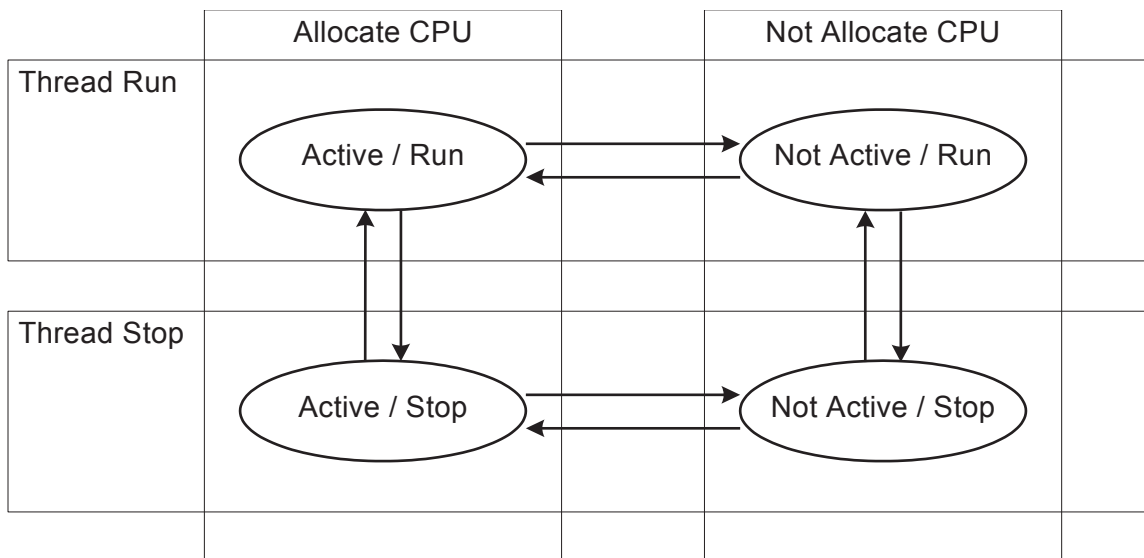 Allocate CPU
Not Allocate CPU
Thread Run
Active / Run
Not Active / Run
Thread Stop
Active / Stop
Not Active / Stop